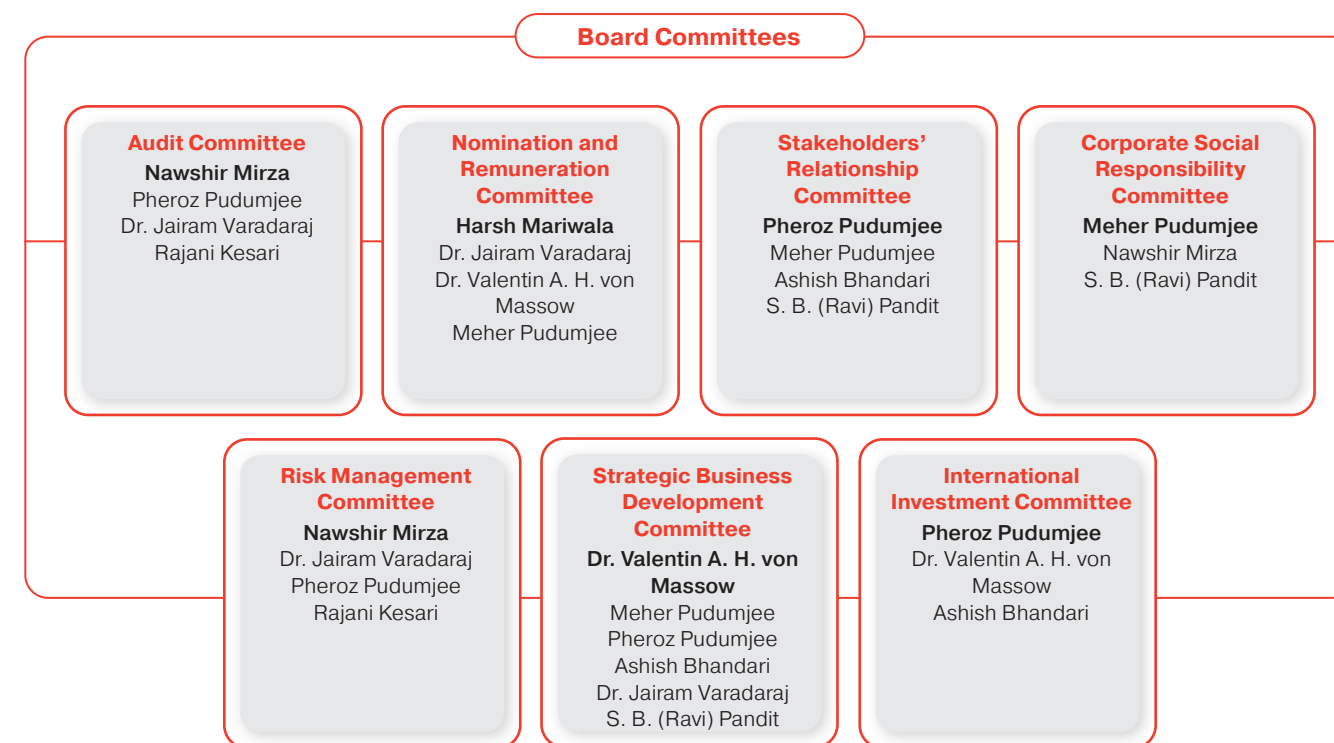 Board Committees
Audit Committee
Nawshir Mirza
Pheroz Pudumjee
Dr. Jairam Varadaraj
Rajani Kesari
Nomination and
Remuneration
Committee
Harsh Mariwala
Dr. Jairam Varadaraj
Dr. Valentin A. H. von
Massow
Meher Pudumjee
Stakeholders’
Relationship
Committee
Pheroz Pudumjee
Meher Pudumjee
Ashish Bhandari
S. B. (Ravi) Pandit
Corporate Social
Responsibility
Committee
Meher Pudumjee
Nawshir Mirza
S. B. (Ravi) Pandit
Risk Management
Committee
Nawshir Mirza
Dr. Jairam Varadaraj
Pheroz Pudumjee
Rajani Kesari
Strategic Business
Development
Committee
Dr. Valentin A. H. von
Massow
Meher Pudumjee
Pheroz Pudumjee
Ashish Bhandari
Dr. Jairam Varadaraj
S. B. (Ravi) Pandit
International
Investment Committee
Pheroz Pudumjee
Dr. Valentin A. H. von
Massow
Ashish Bhandari